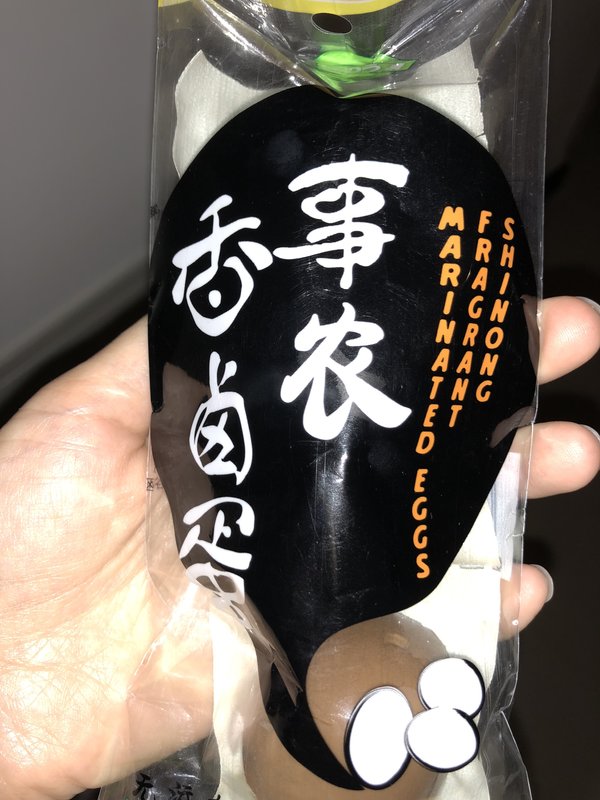 事农
香卤蛋
SHINONG
FRAGRANT
MARINATED EGGS